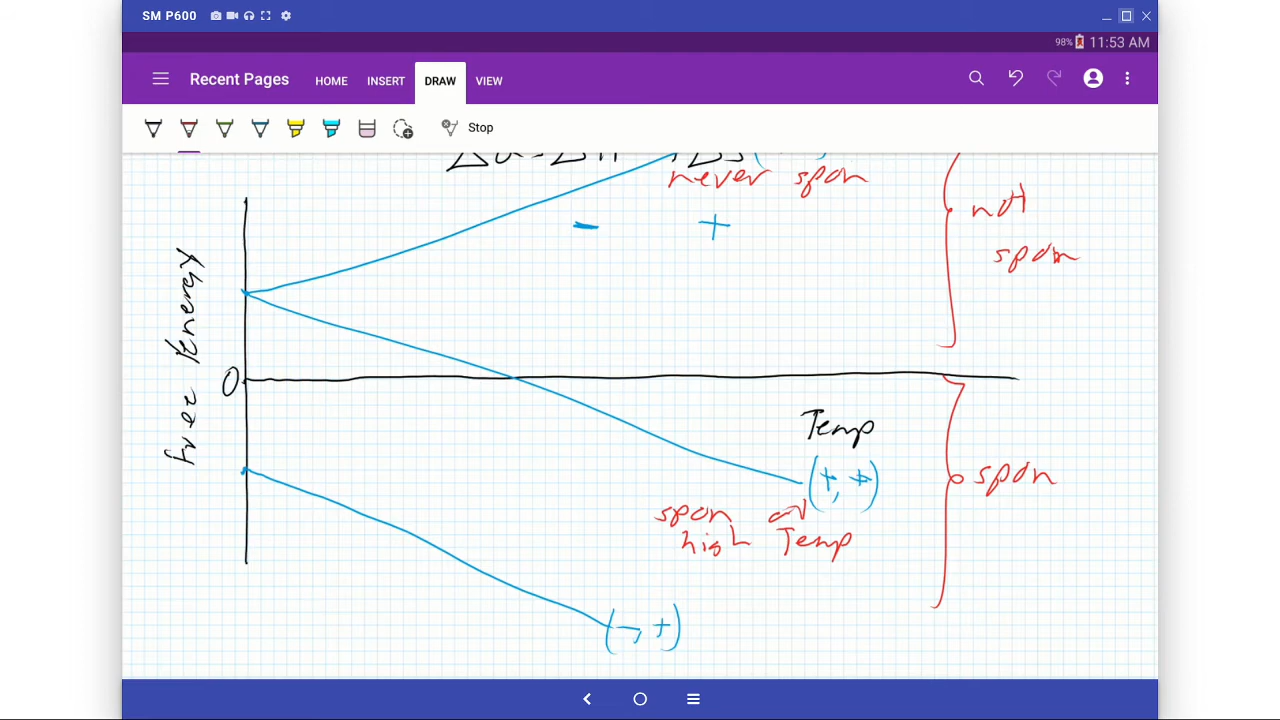 SM P600
98% 11:53 AM
Recent Pages HOME INSERT DRAW VIEW
Stop
never spon
not
spon
- +
Free Energy
0
Temp
(+, +)
spon
spon at
high Temp
(-, +)